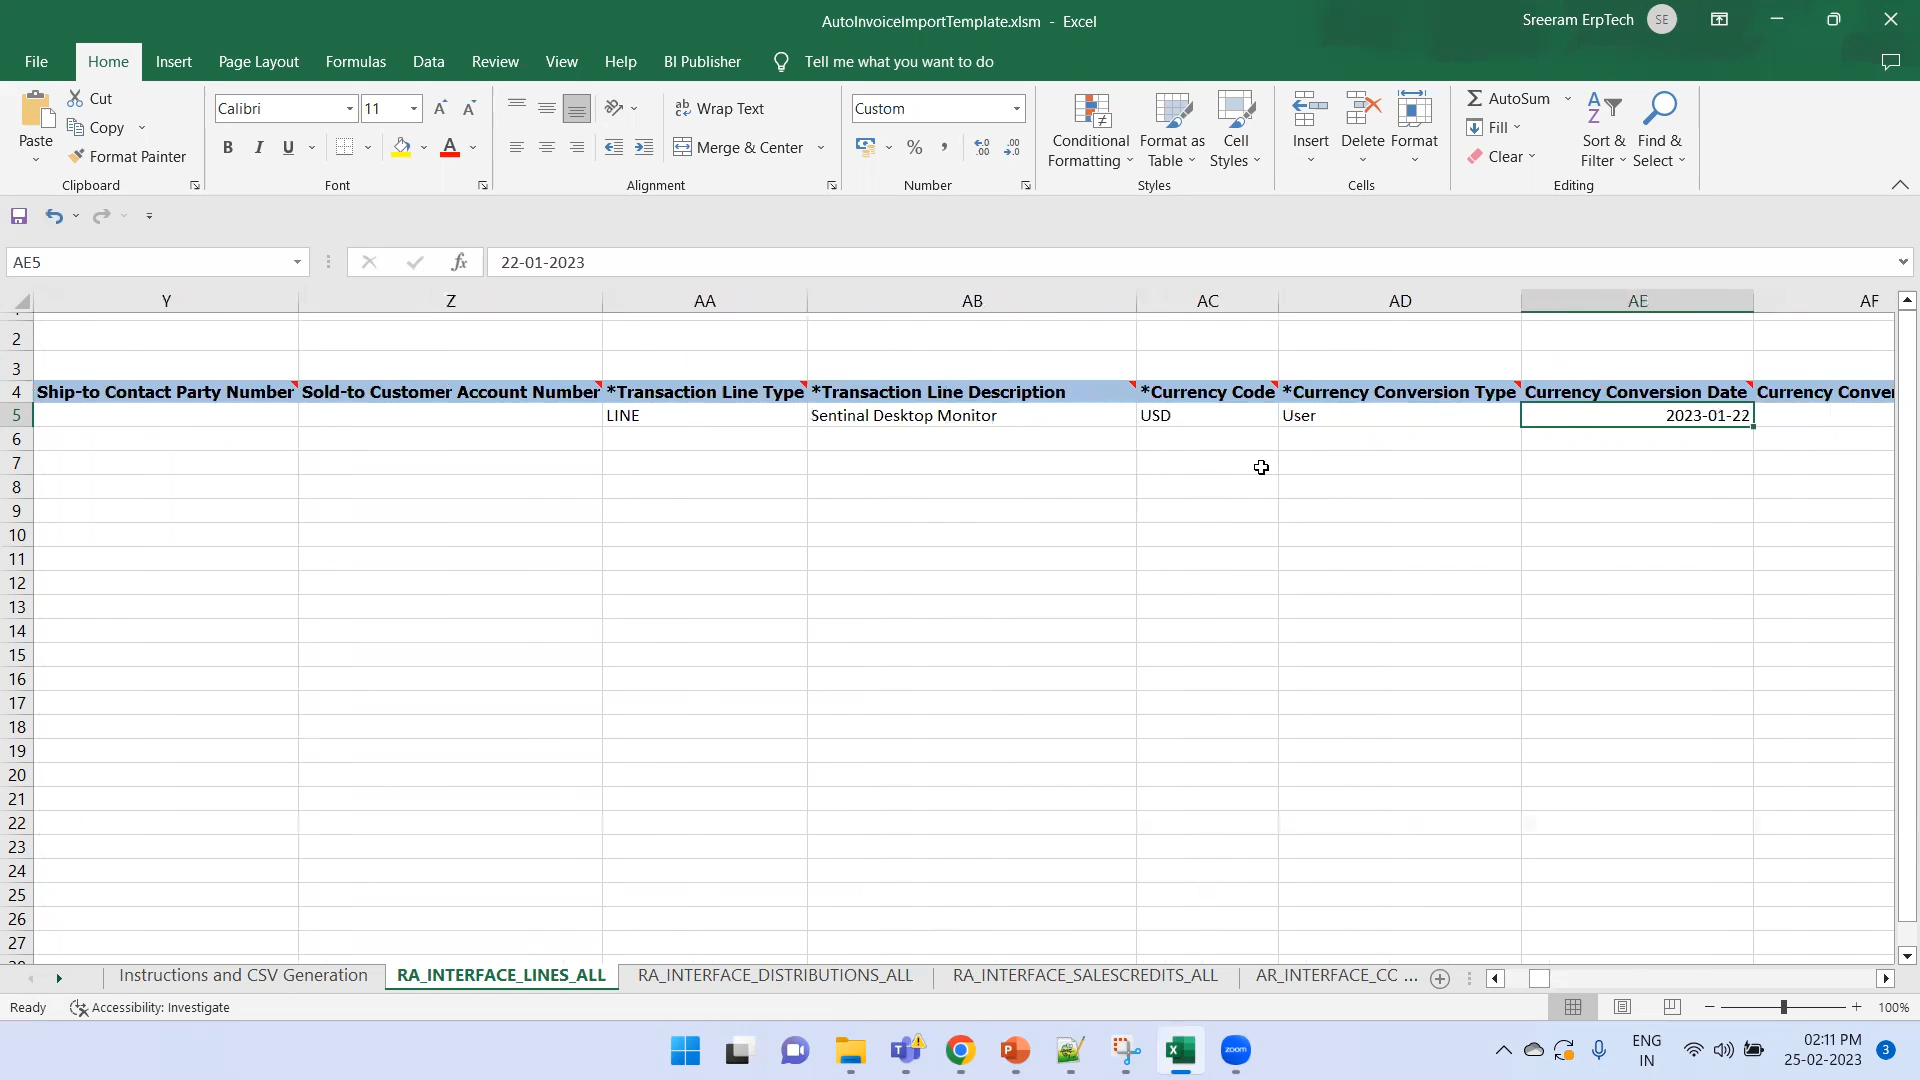 AutoInvoiceImportTemplate.xlsm - Excel
Sreeram ErpTech
SE
File
Home
Insert
Page Layout
Formulas
Data
Review
View
Help
BI Publisher
Tell me what you want to do
Paste
Cut
Copy
Format Painter
Clipboard
Calibri
11
B I U
Font
Wrap Text
Merge & Center
Alignment
Custom
Number
Conditional Formatting
Format as Table
Cell Styles
Styles
Insert
Delete
Format
Cells
AutoSum
Fill
Clear
Sort & Filter
Find & Select
Editing
AE5
fx
22-01-2023
Y Z AA AB AC AD AE AF
2
3
4 Ship-to Contact Party Number Sold-to Customer Account Number *Transaction Line Type *Transaction Line Description *Currency Code *Currency Conversion Type Currency Conversion Date Currency Conver
5 LINE Sentinal Desktop Monitor USD User 2023-01-22
6
7
8
9
10
11
12
13
14
15
16
17
18
19
20
21
22
23
24
25
26
27
Instructions and CSV Generation
RA_INTERFACE_LINES_ALL
RA_INTERFACE_DISTRIBUTIONS_ALL
RA_INTERFACE_SALESCREDITS_ALL
AR_INTERFACE_CC ...
Ready
Accessibility: Investigate
100%
zoom
ENG
IN
02:11 PM
25-02-2023
3